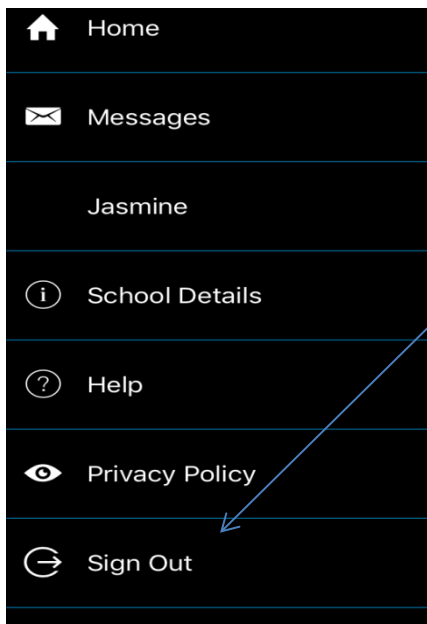 Home
Messages
Jasmine
School Details
Help
Privacy Policy
Sign Out